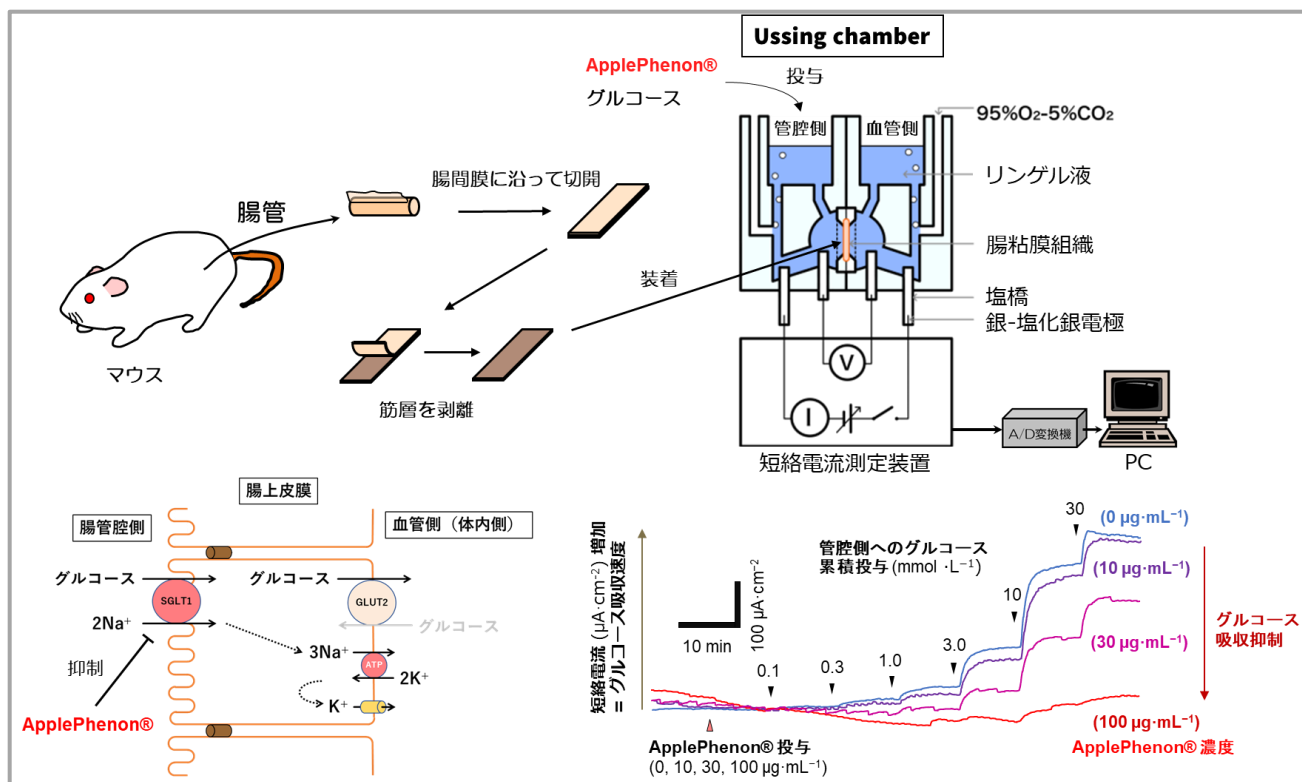 Ussing chamber
ApplePhenon®
グルコース
投与
管腔側
血管側
95%O₂-5%CO₂
リンゲル液
腸粘膜組織
塩橋
銀-塩化銀電極
腸管
腸間膜に沿って切開
装着
マウス
筋層を剥離
V
I
短絡電流測定装置
A/D変換機
PC
腸上皮膜
腸管腔側
血管側（体内側）
グルコース
SGLT1
2Na⁺
抑制
ApplePhenon®
グルコース
GLUT2
グルコース
3Na⁺
ATP
2K⁺
K⁺
短絡電流 (μA·cm⁻²) 増加
= グルコース吸収速度
10 min
100 μA·cm⁻²
管腔側へのグルコース
累積投与 (mmol ·L⁻¹)
0.1
0.3
1.0
3.0
10
30
(0 μg·mL⁻¹)
(10 μg·mL⁻¹)
(30 μg·mL⁻¹)
(100 μg·mL⁻¹)
グルコース
吸収抑制
ApplePhenon® 濃度
ApplePhenon® 投与
(0, 10, 30, 100 μg·mL⁻¹)